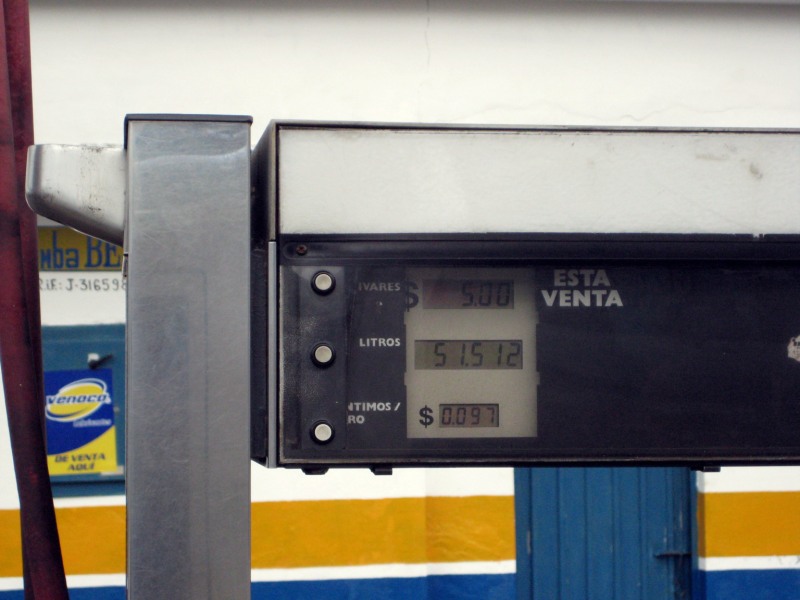 mba BE
RIF: J-31659
venoco
DE VENTA
AQUÍ
IVARES $ 5.00
ESTA
VENTA
LITROS 51.512
NTIMOS /
RO
$ 0.097